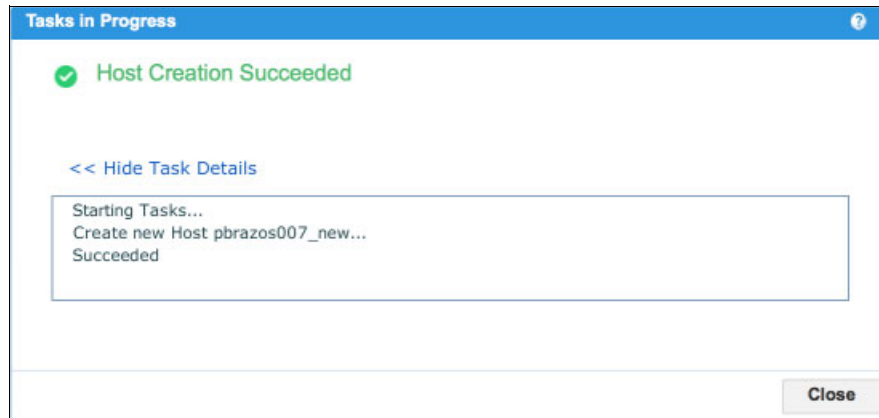 Tasks in Progress
Host Creation Succeeded
<< Hide Task Details
Starting Tasks...
Create new Host pbrazos007_new...
Succeeded
Close